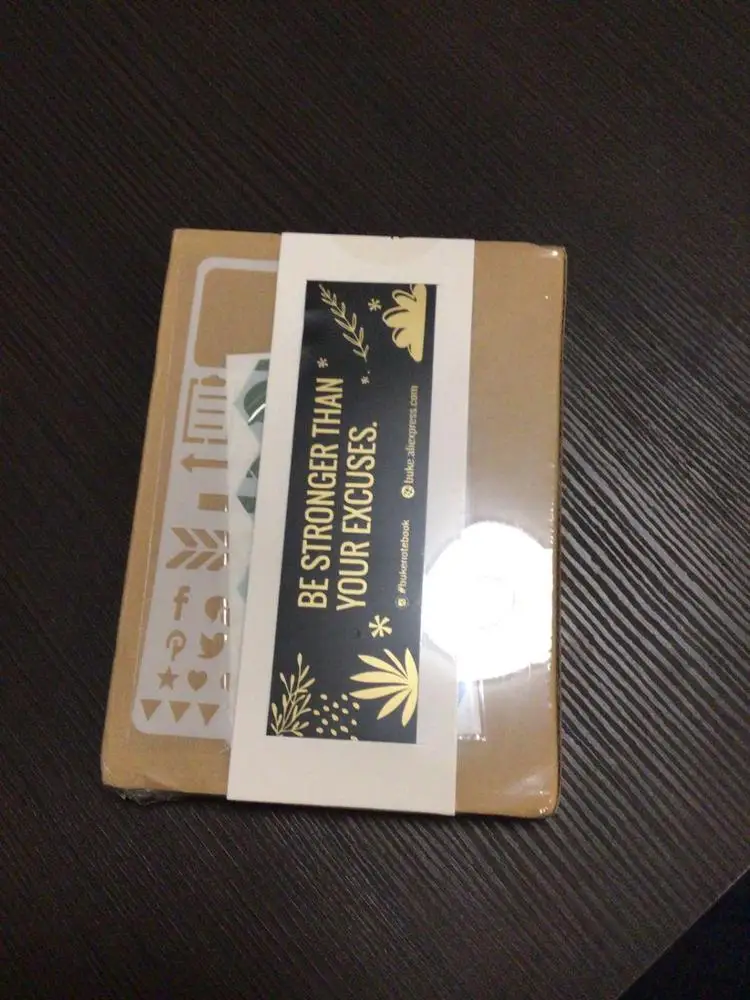 BE STRONGER THAN
YOUR EXCUSES.
#bukenotebook
buke.aliexpress.com